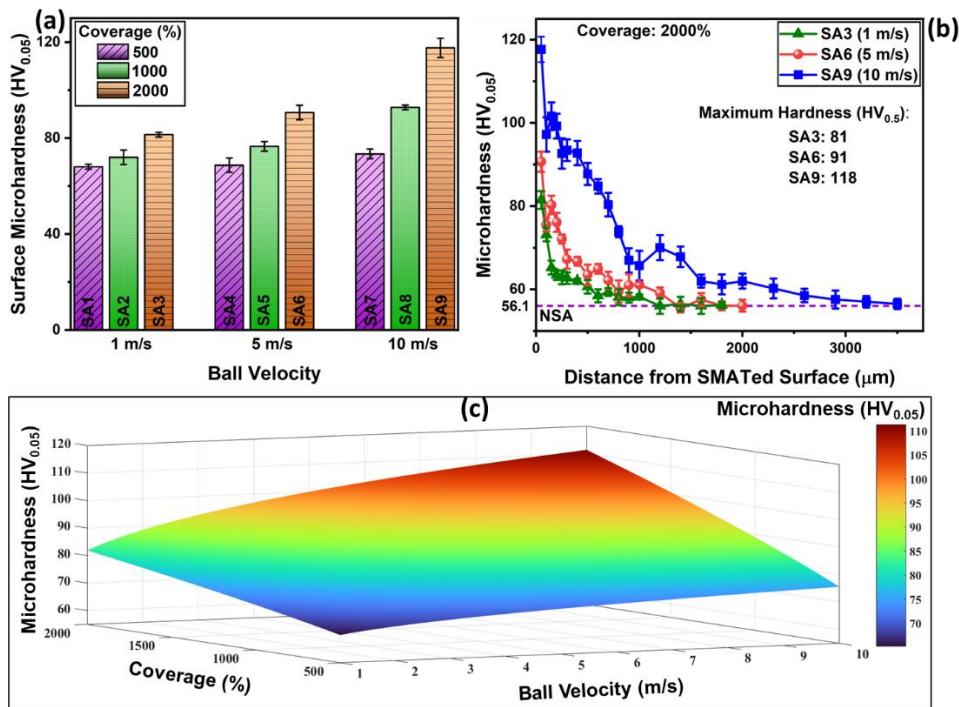 (a)
Coverage (%)
500
1000
2000
Surface Microhardness (HV0.05)
120
80
40
0
SA1
SA2
SA3
SA4
SA5
SA6
SA7
SA8
SA9
1 m/s
5 m/s
10 m/s
Ball Velocity
(b)
Coverage: 2000%
SA3 (1 m/s)
SA6 (5 m/s)
SA9 (10 m/s)
Maximum Hardness (HV0.5):
SA3: 81
SA6: 91
SA9: 118
Microhardness (HV0.05)
120
100
80
60
56.1
NSA
0
1000
2000
3000
Distance from SMATed Surface (μm)
(c)
Microhardness (HV0.05)
110
100
90
80
70
Microhardness (HV0.05)
120
110
100
90
80
70
60
2000
1500
1000
500
Coverage (%)
1
2
3
4
5
6
7
8
9
10
Ball Velocity (m/s)